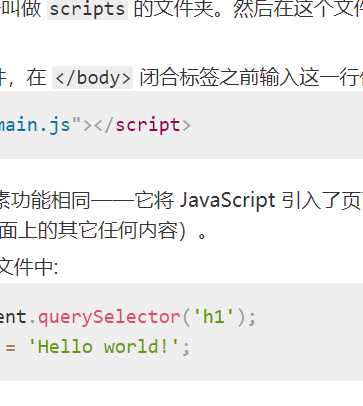 叫做 scripts 的文件夹。然后在这个文件
件，在 </body> 闭合标签之前输入这一行
main.js"></script>
素功能相同——它将 JavaScript 引入了页
面上的其它任何内容）。
文件中:
ent.querySelector('h1');
= 'Hello world!';